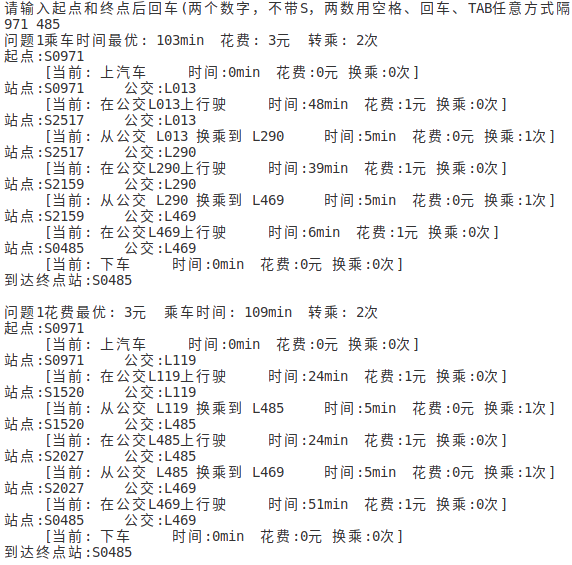 请输入起点和终点后回车(两个数字，不带S，两数用空格、回车、TAB任意方式隔
971 485
问题1乘车时间最优: 103min  花费: 3元  转乘: 2次
起点:S0971
[当前: 上汽车     时间:0min  花费:0元 换乘:0次]
站点:S0971     公交:L013
[当前: 在公交L013上行驶     时间:48min  花费:1元 换乘:0次]
站点:S2517     公交:L013
[当前: 从公交 L013 换乘到 L290     时间:5min  花费:0元 换乘:1次]
站点:S2517     公交:L290
[当前: 在公交L290上行驶     时间:39min  花费:1元 换乘:0次]
站点:S2159     公交:L290
[当前: 从公交 L290 换乘到 L469     时间:5min  花费:0元 换乘:1次]
站点:S2159     公交:L469
[当前: 在公交L469上行驶     时间:6min  花费:1元 换乘:0次]
站点:S0485     公交:L469
[当前: 下车     时间:0min  花费:0元 换乘:0次]
到达终点站:S0485

问题1花费最优: 3元  乘车时间: 109min  转乘: 2次
起点:S0971
[当前: 上汽车     时间:0min  花费:0元 换乘:0次]
站点:S0971     公交:L119
[当前: 在公交L119上行驶     时间:24min  花费:1元 换乘:0次]
站点:S1520     公交:L119
[当前: 从公交 L119 换乘到 L485     时间:5min  花费:0元 换乘:1次]
站点:S1520     公交:L485
[当前: 在公交L485上行驶     时间:24min  花费:1元 换乘:0次]
站点:S2027     公交:L485
[当前: 从公交 L485 换乘到 L469     时间:5min  花费:0元 换乘:1次]
站点:S2027     公交:L469
[当前: 在公交L469上行驶     时间:51min  花费:1元 换乘:0次]
站点:S0485     公交:L469
[当前: 下车     时间:0min  花费:0元 换乘:0次]
到达终点站:S0485